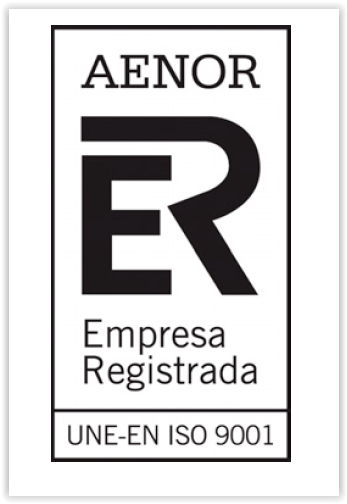 AENOR
ER
Empresa
Registrada
UNE-EN ISO 9001